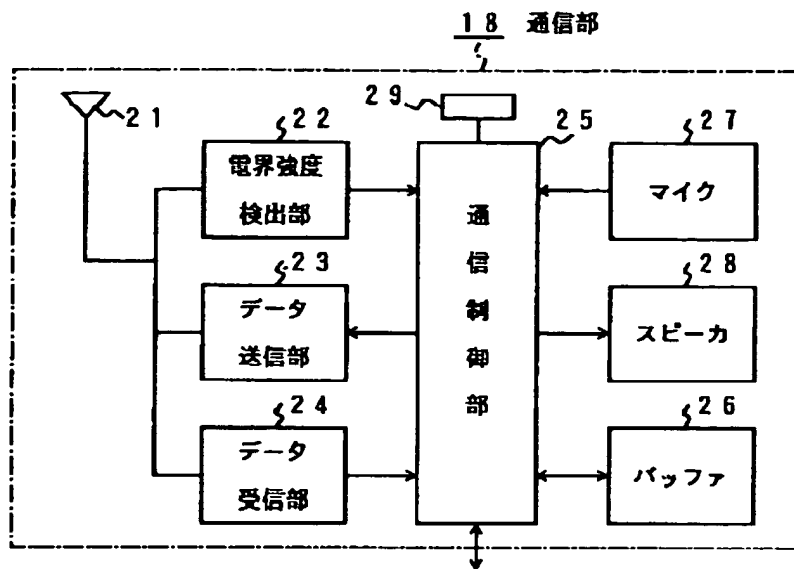 18 通信部
21
29
22
25
27
電界強度
検出部
通信制御部
マイク
23
28
データ
送信部
スピーカ
24
26
データ
受信部
バッファ